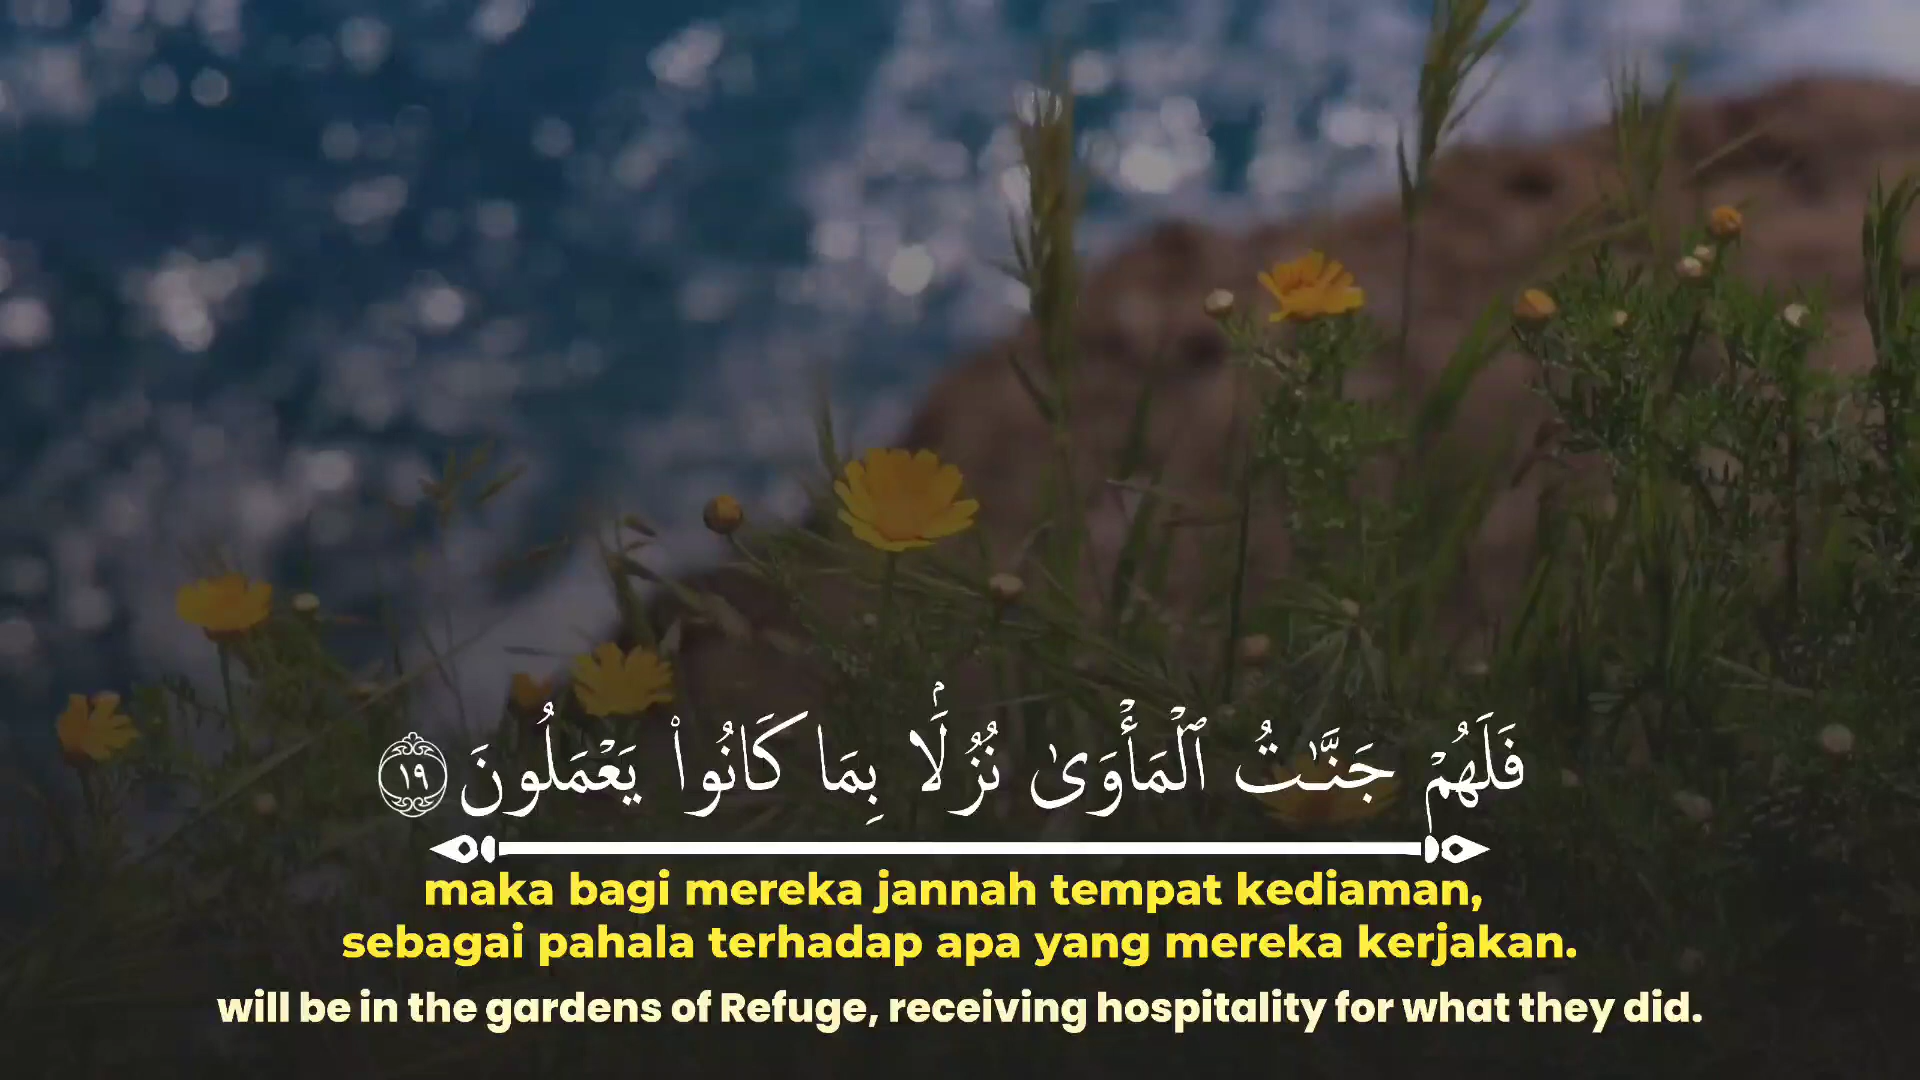 فَلَهُمْ جَنَّـٰتُ ٱلْمَأْوَىٰ نُزُلًۢا بِمَا كَانُوا۟ يَعْمَلُونَ ١٩
maka bagi mereka jannah tempat kediaman,
sebagai pahala terhadap apa yang mereka kerjakan.
will be in the gardens of Refuge, receiving hospitality for what they did.